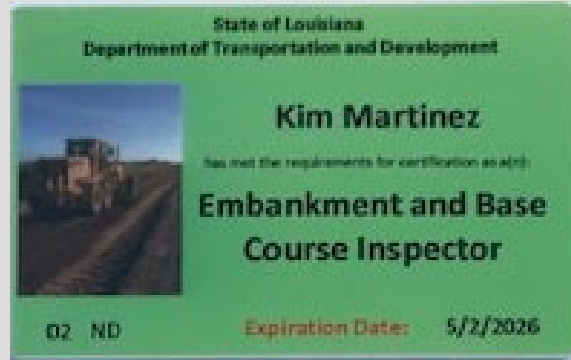 State of Louisiana
Department of Transportation and Development
Kim Martinez
has met the requirements for certification as a(n):
Embankment and Base
Course Inspector
02 ND
Expiration Date: 5/2/2026